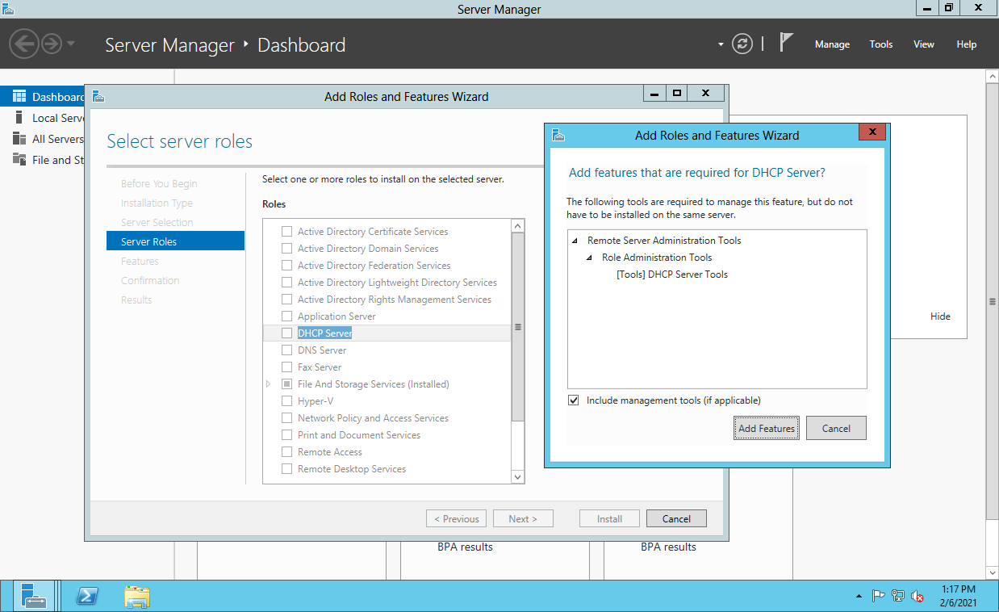 Server Manager
Server Manager
Dashboard
Manage
Tools
View
Help
Dashboard
Local Serve
All Servers
File and St
Add Roles and Features Wizard
Select server roles
Before You Begin
Installation Type
Server Selection
Server Roles
Features
Confirmation
Results
Select one or more roles to install on the selected server.
Roles
Active Directory Certificate Services
Active Directory Domain Services
Active Directory Federation Services
Active Directory Lightweight Directory Services
Active Directory Rights Management Services
Application Server
DHCP Server
DNS Server
Fax Server
File And Storage Services (Installed)
Hyper-V
Network Policy and Access Services
Print and Document Services
Remote Access
Remote Desktop Services
< Previous
Next >
Install
Cancel
Add Roles and Features Wizard
Add features that are required for DHCP Server?
The following tools are required to manage this feature, but do not
have to be installed on the same server.
Remote Server Administration Tools
Role Administration Tools
[Tools] DHCP Server Tools
Include management tools (if applicable)
Add Features
Cancel
Hide
BPA results
BPA results
1:17 PM
2/6/2021